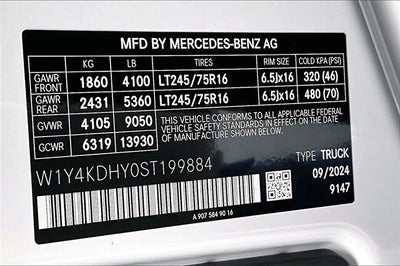 MFD BY MERCEDES-BENZ AG
KG LB TIRES RIM SIZE COLD KPA (PSI)
GAWR FRONT 1860 4100 LT245/75R16 6.5Jx16 320 (46)
GAWR REAR 2431 5360 LT245/75R16 6.5Jx16 480 (70)
GVWR 4105 9050
GCWR 6319 13930
THIS VEHICLE CONFORMS TO
ALL APPLICABLE FEDERAL MOTOR
VEHICLE SAFETY STANDARDS IN EFFECT
ON THE DATE OF MANUFACTURE
SHOWN ABOVE.
W1Y4KDHY0ST199884
TYPE TRUCK
09/2024
9147
A 907 584 90 16